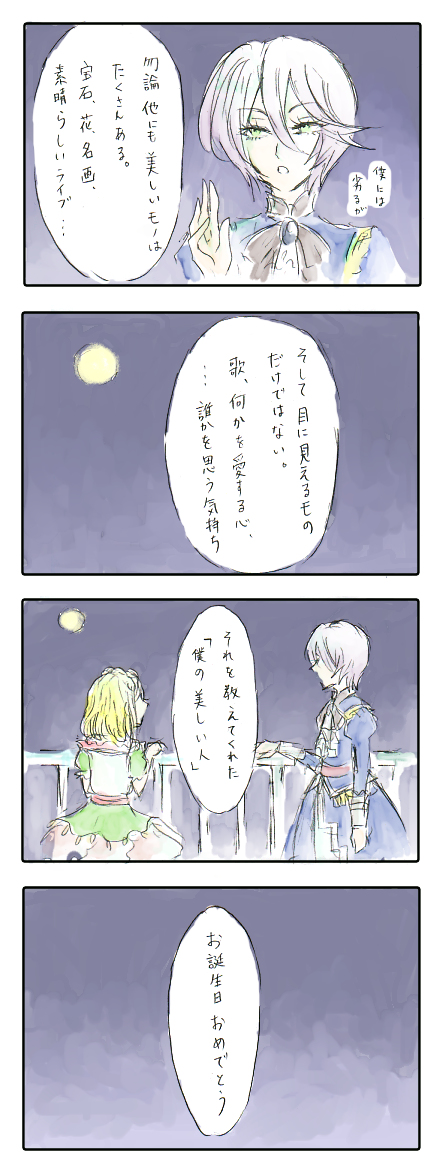 勿論 他にも 美しいモノは
たくさんある。
宝石、花、名画、
素晴らしいライブ…
僕には
劣るが
そして 目に見えるもの
だけではない。
歌、何かを愛する心、
… 誰かを思う気持ち
それを教えてくれた
「僕の 美しい人」
お誕生日 おめでとう